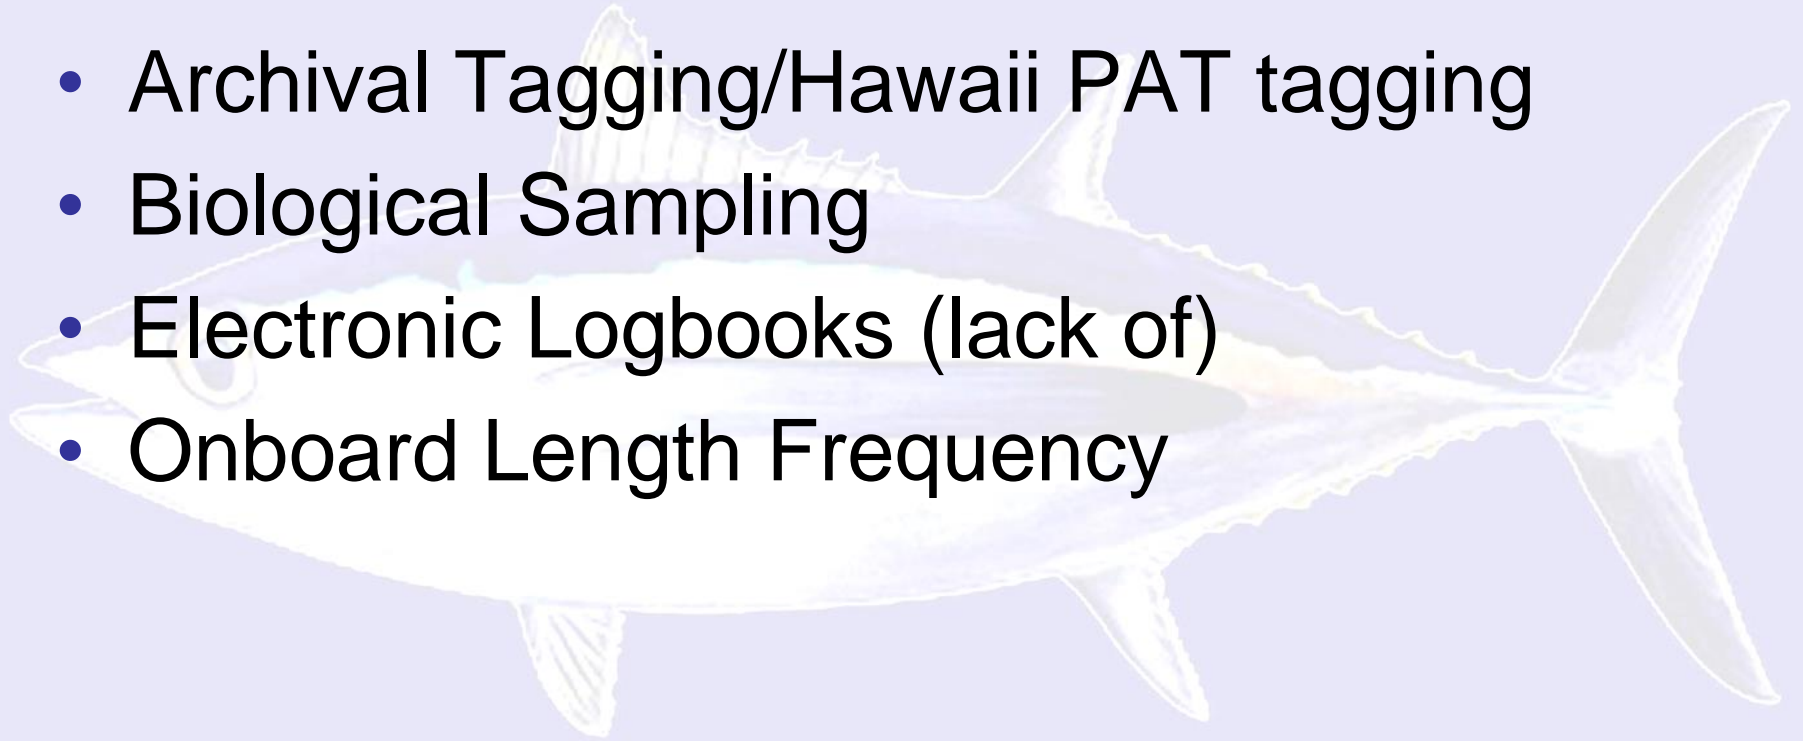 • Archival Tagging/Hawaii PAT tagging
• Biological Sampling
• Electronic Logbooks (lack of)
• Onboard Length Frequency